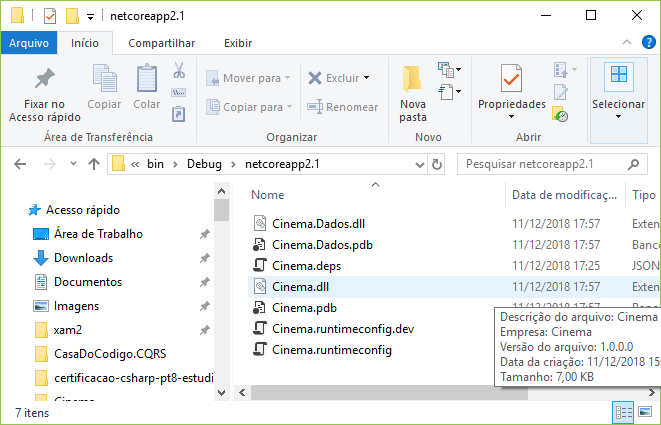 netcoreapp2.1
Arquivo Início Compartilhar Exibir
Fixar no Acesso rápido
Copiar
Colar
Mover para
Copiar para
Excluir
Renomear
Nova pasta
Propriedades
Selecionar
Área de Transferência Organizar Novo Abrir
« bin > Debug > netcoreapp2.1
Pesquisar netcoreapp2.1
Acesso rápido
Área de Trabalho
Downloads
Documentos
Imagens
xam2
CasaDoCodigo.CQRS
certificacao-csharp-pt8-estudi
Cinema
Nome Data de modificaç... Tipo
Cinema.Dados.dll 11/12/2018 17:57 Exten
Cinema.Dados.pdb 11/12/2018 17:57 Banco
Cinema.deps 11/12/2018 17:25 JSON
Cinema.dll 11/12/2018 17:57 Exten
Cinema.pdb 11/12/2018 17:57
Cinema.runtimeconfig.dev
Cinema.runtimeconfig
Descrição do arquivo: Cinema
Empresa: Cinema
Versão do arquivo: 1.0.0.0
Data da criação: 11/12/2018 15:
Tamanho: 7,00 KB
7 itens